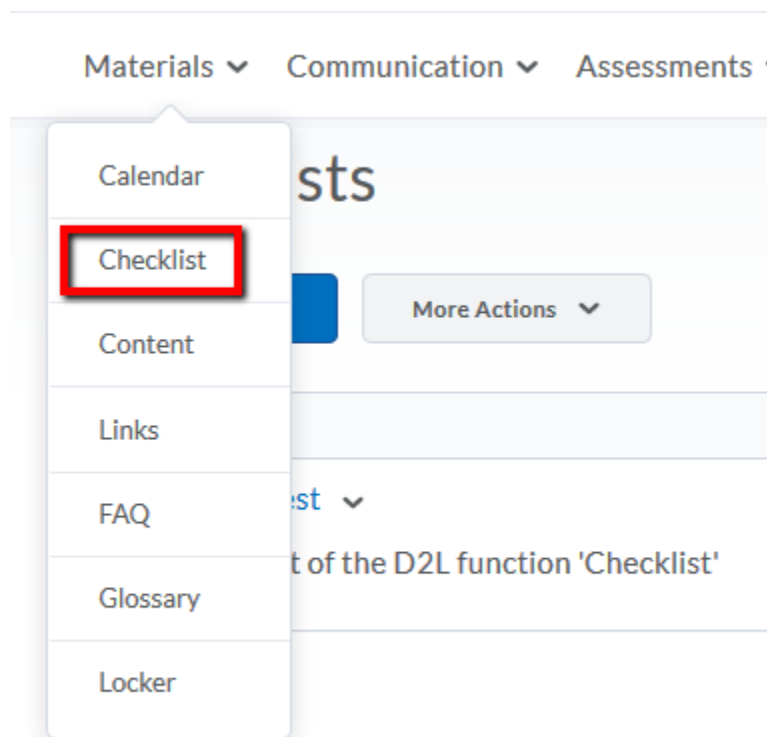 Materials Communication Assessments
Calendar
sts
Checklist
More Actions
Content
Links
est
FAQ
t of the D2L function 'Checklist'
Glossary
Locker